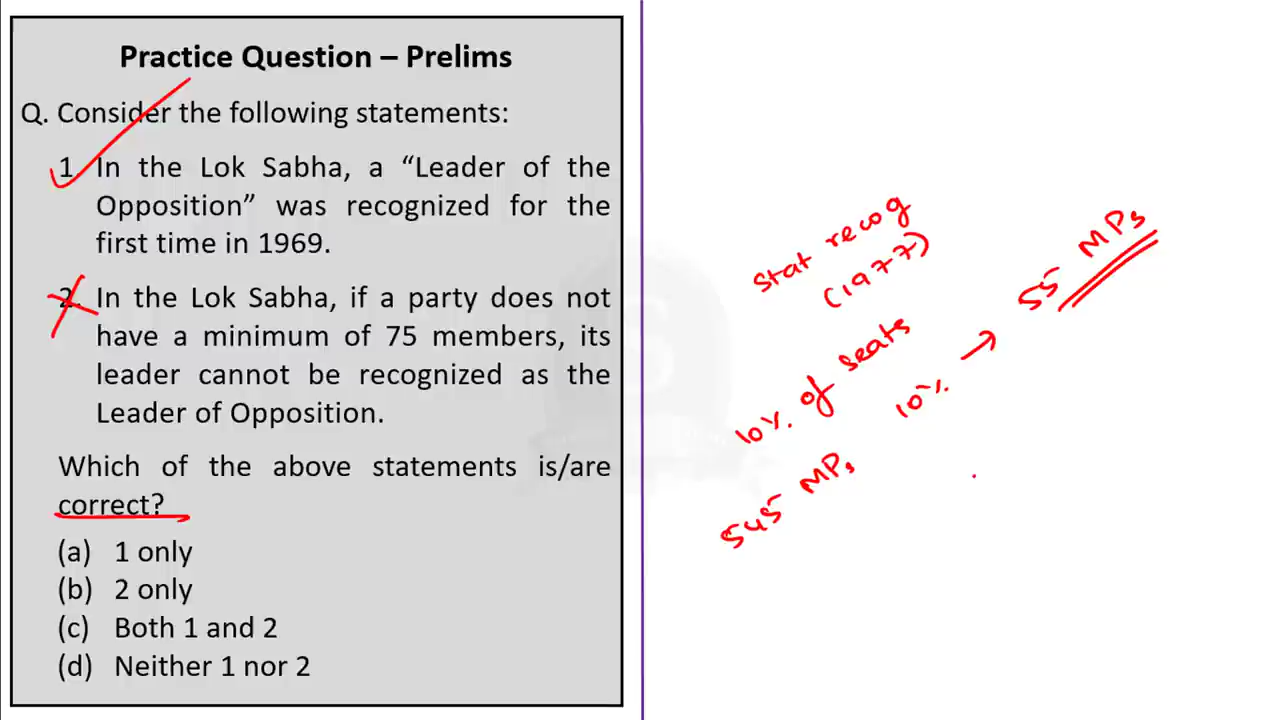 Practice Question – Prelims
Q. Consider the following statements:
1. In the Lok Sabha, a “Leader of the
Opposition” was recognized for the
first time in 1969.
2. In the Lok Sabha, if a party does not
have a minimum of 75 members, its
leader cannot be recognized as the
Leader of Opposition.
Which of the above statements is/are
correct?
(a) 1 only
(b) 2 only
(c) Both 1 and 2
(d) Neither 1 nor 2
Stat recog
(1977)
10% of seats
545 MPs
10% → 55 MPs